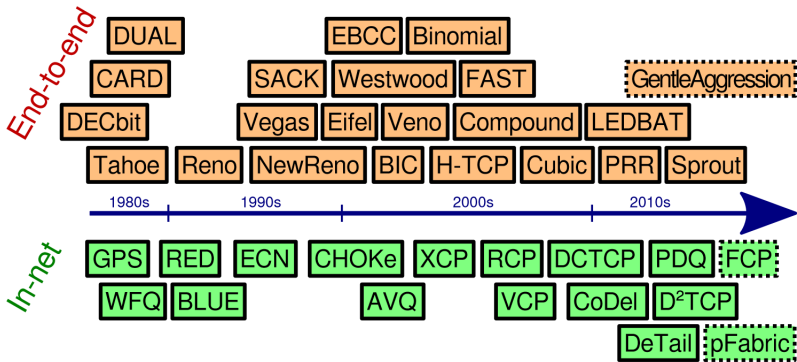 End-to-end
DUAL EBCC Binomial
CARD SACK Westwood FAST GentleAggression
DECbit Vegas Eifel Veno Compound LEDBAT
Tahoe Reno NewReno BIC H-TCP Cubic PRR Sprout
1980s 1990s 2000s 2010s
In-net
GPS RED ECN CHOKe XCP RCP DCTCP PDQ FCP
WFQ BLUE AVQ VCP CoDel D²TCP
DeTail pFabric